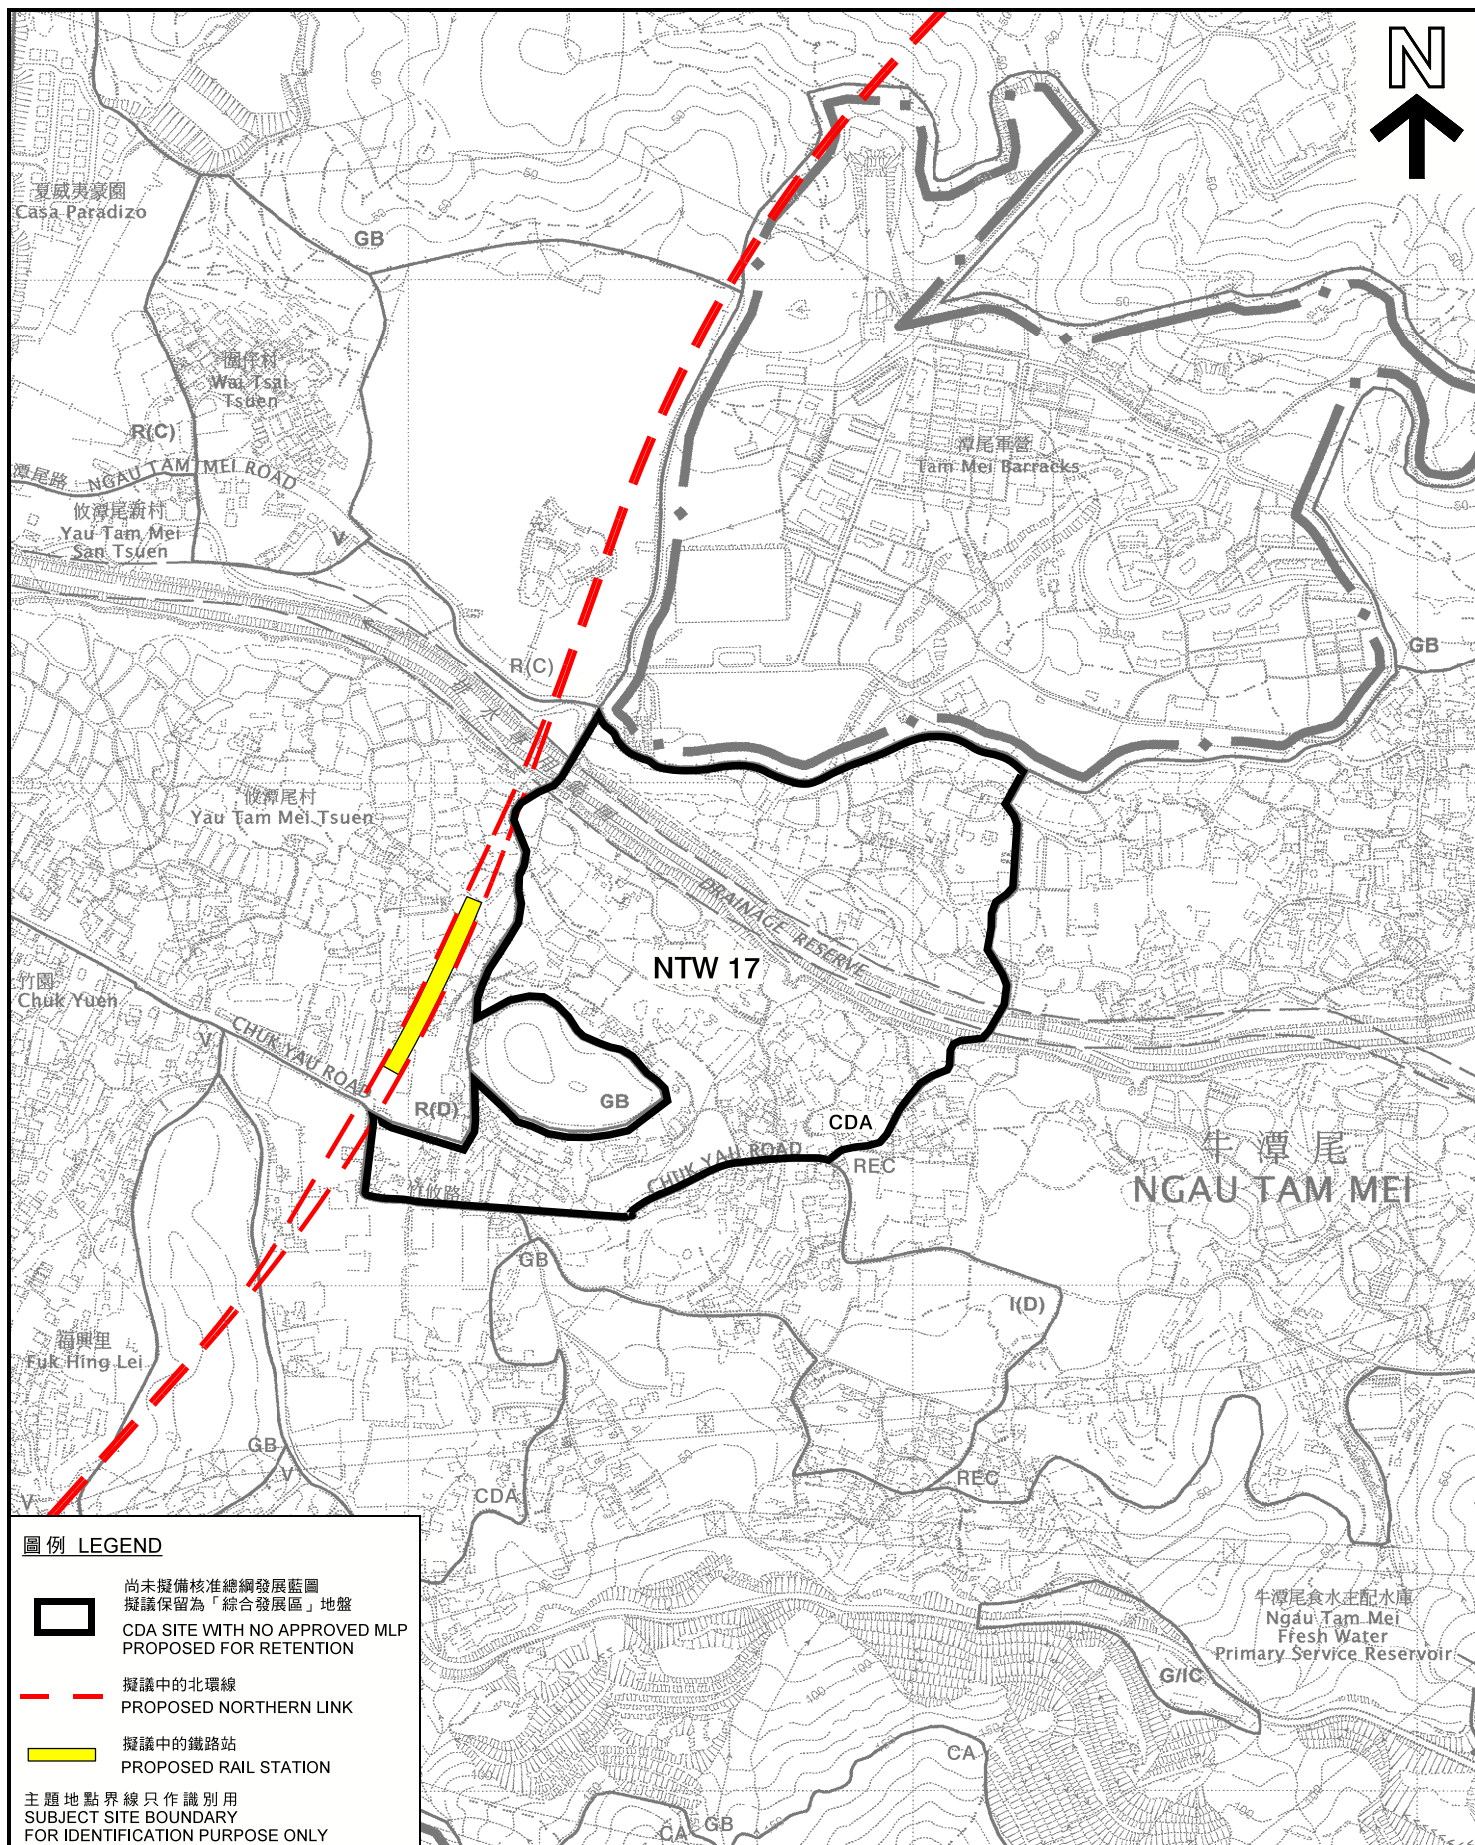 N
夏威夷豪園
Casa Paradizo
GB
圍仔村
Wai Tsai
Tsuen
R(C)
潭尾路 NGAU TAM MEI ROAD
攸潭尾新村
Yau Tam Mei
San Tsuen
V
潭尾軍營
Tam Mei Barracks
GB
R(C)
攸潭尾村
Yau Tam Mei Tsuen
DRAINAGE RESERVE
NTW 17
竹園
Chuk Yuen
V
CHUK YAU ROAD
R(D)
GB
CDA
CHUK YAU ROAD
REC
竹攸路
牛潭尾
NGAU TAM MEI
GB
I(D)
福興里
Fuk Hing Lei
GB
V
V
CDA
REC
牛潭尾食水主配水庫
Ngau Tam Mei
Fresh Water
Primary Service Reservoir
G/IC
CA
CA
GB
圖例 LEGEND
尚未擬備核准總綱發展藍圖
擬議保留為「綜合發展區」地盤
CDA SITE WITH NO APPROVED MLP
PROPOSED FOR RETENTION
擬議中的北環線
PROPOSED NORTHERN LINK
擬議中的鐵路站
PROPOSED RAIL STATION
主題地點界線只作識別用
SUBJECT SITE BOUNDARY
FOR IDENTIFICATION PURPOSE ONLY